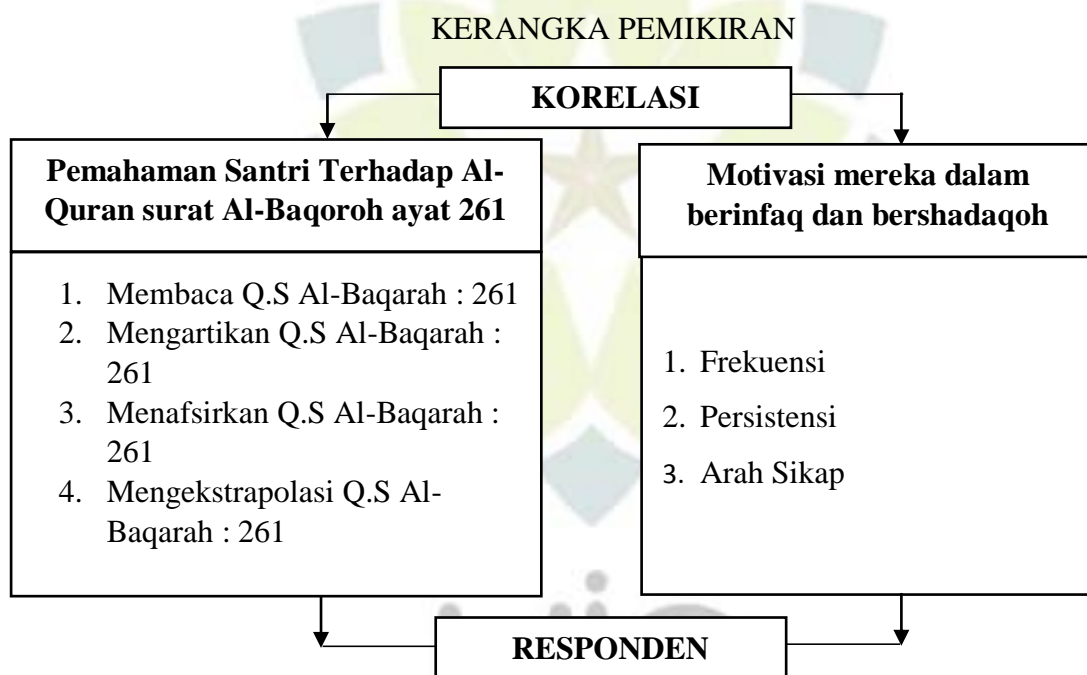 KERANGKA PEMIKIRAN
KORELASI
Pemahaman Santri Terhadap Al-
Quran surat Al-Baqoroh ayat 261
1. Membaca Q.S Al-Baqarah : 261
2. Mengartikan Q.S Al-Baqarah :
261
3. Menafsirkan Q.S Al-Baqarah :
261
4. Mengekstrapolasi Q.S Al-
Baqarah : 261
Motivasi mereka dalam
berinfaq dan bershadaqoh
1. Frekuensi
2. Persistensi
3. Arah Sikap
RESPONDEN